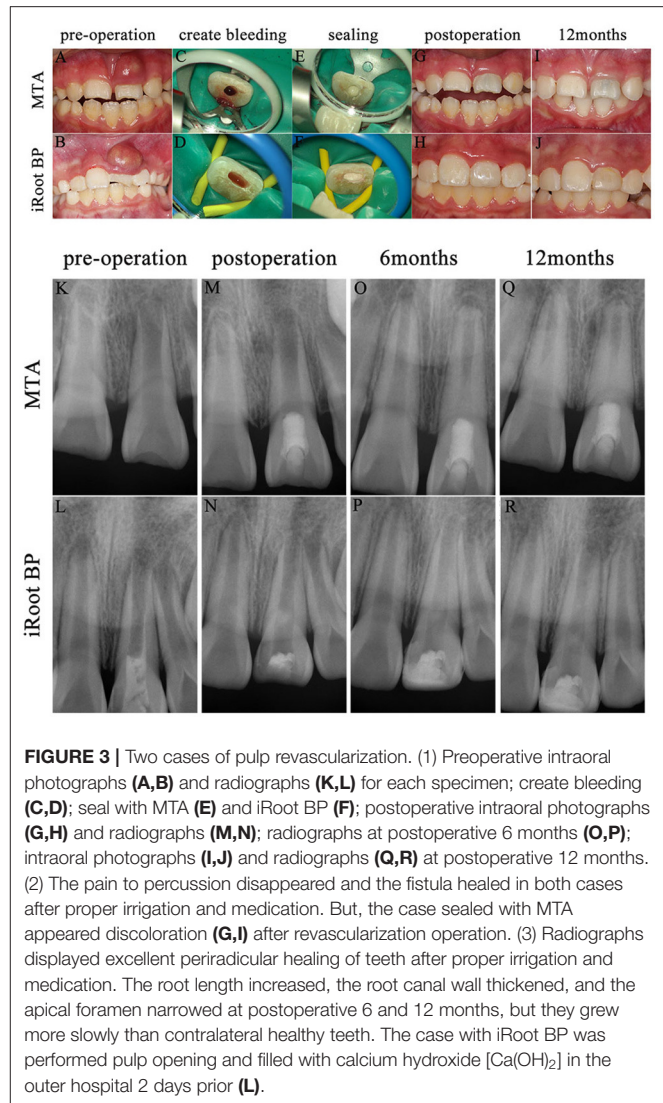 pre-operation create bleeding sealing postoperation 12months
MTA
A C E G I
iRoot BP
B D F H J
pre-operation postoperation 6months 12months
MTA
K M O Q
iRoot BP
L N P R
FIGURE 3 | Two cases of pulp revascularization. (1) Preoperative intraoral
photographs (A,B) and radiographs (K,L) for each specimen; create bleeding
(C,D); seal with MTA (E) and iRoot BP (F); postoperative intraoral photographs
(G,H) and radiographs (M,N); radiographs at postoperative 6 months (O,P);
intraoral photographs (I,J) and radiographs (Q,R) at postoperative 12 months.
(2) The pain to percussion disappeared and the fistula healed in both cases
after proper irrigation and medication. But, the case sealed with MTA
appeared discoloration (G,I) after revascularization operation. (3) Radiographs
displayed excellent periradicular healing of teeth after proper irrigation and
medication. The root length increased, the root canal wall thickened, and the
apical foramen narrowed at postoperative 6 and 12 months, but they grew
more slowly than contralateral healthy teeth. The case with iRoot BP was
performed pulp opening and filled with calcium hydroxide [Ca(OH)₂] in the
outer hospital 2 days prior (L).